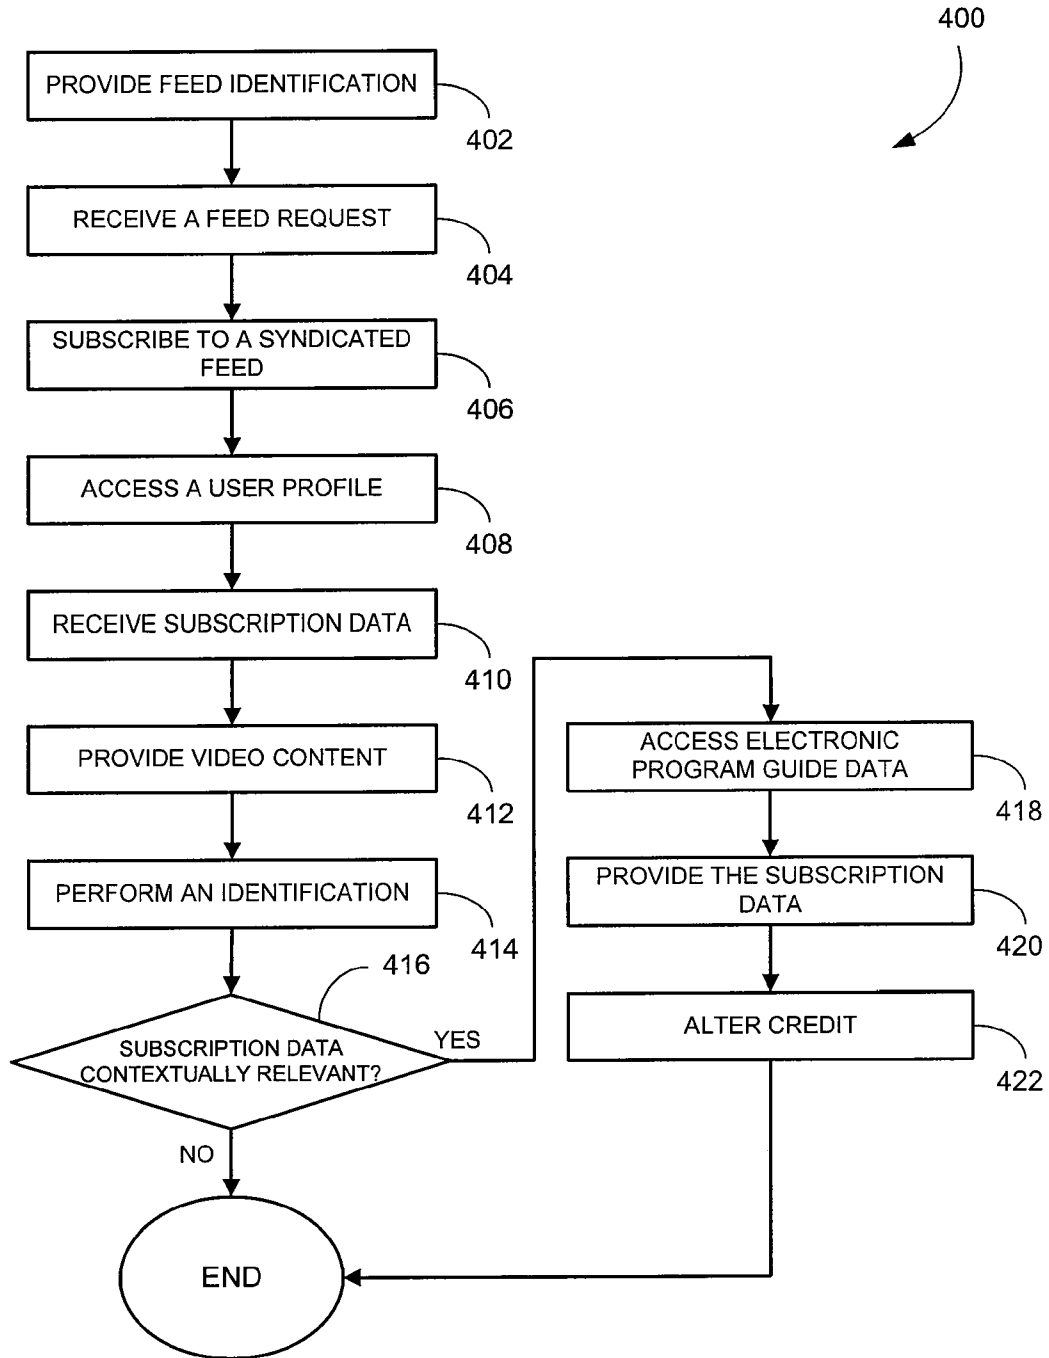 400
PROVIDE FEED IDENTIFICATION
402
RECEIVE A FEED REQUEST
404
SUBSCRIBE TO A SYNDICATED
FEED
406
ACCESS A USER PROFILE
408
RECEIVE SUBSCRIPTION DATA
410
PROVIDE VIDEO CONTENT
412
PERFORM AN IDENTIFICATION
414
416
SUBSCRIPTION DATA
CONTEXTUALLY RELEVANT?
YES
NO
ACCESS ELECTRONIC
PROGRAM GUIDE DATA
418
PROVIDE THE SUBSCRIPTION
DATA
420
ALTER CREDIT
422
END